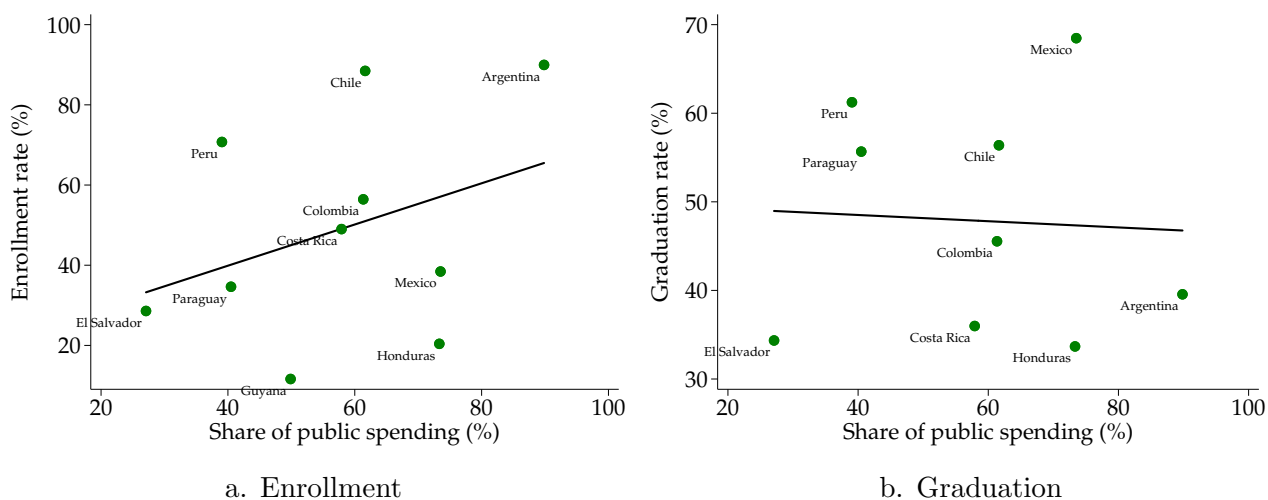 100
80
60
40
20
Enrollment rate (%)
Chile
Argentina
Peru
Colombia
Costa Rica
Mexico
Paraguay
El Salvador
Honduras
Guyana
20 40 60 80 100
Share of public spending (%)
a. Enrollment
70
60
50
40
30
Graduation rate (%)
Mexico
Peru
Paraguay
Chile
Colombia
Argentina
Costa Rica
El Salvador
Honduras
20 40 60 80 100
Share of public spending (%)
b. Graduation